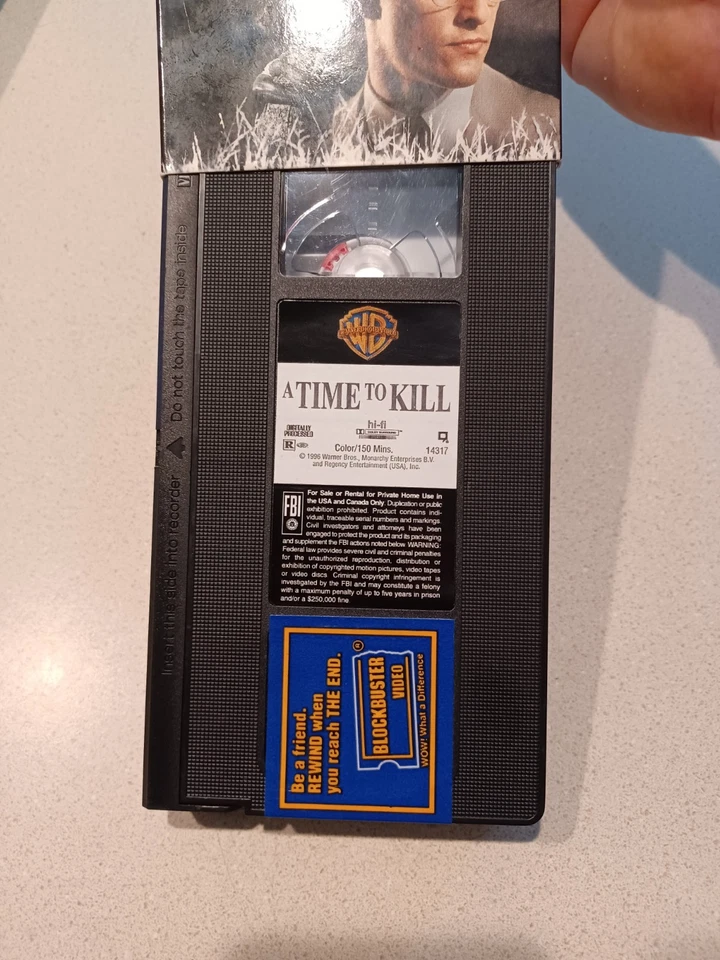 Do not touch the tape inside
Insert this side into recorder
WB
A TIME TO KILL
hi-fi
DIGITALLY
PROCESSED
R
Color/150 Mins.
14317
© 1996 Warner Bros., Monarchy Enterprises B.V.
and Regency Entertainment (USA), Inc.
FBI
For Sale or Rental for Private Home Use in
the USA and Canada Only. Duplication or public
exhibition prohibited. Product contains indi-
vidual, traceable serial numbers and markings.
Civil investigators and attorneys have been
engaged to protect the product and its packaging
and supplement the FBI actions noted below. WARNING:
Federal law provides severe civil and criminal penalties
for the unauthorized reproduction, distribution or
exhibition of copyrighted motion pictures, video tapes
or video discs. Criminal copyright infringement is
investigated by the FBI and may constitute a felony
with a maximum penalty of up to five years in prison
and/or a $250,000 fine.
Be a friend.
REWIND when
you reach THE END.
BLOCKBUSTER
VIDEO
®
WOW! What a Difference